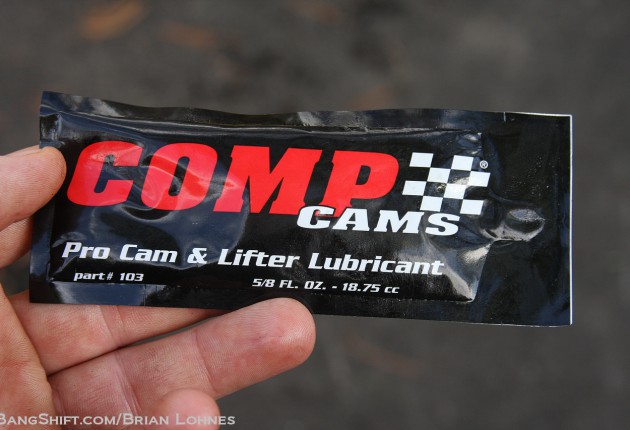 COMP
CAMS
®
Pro Cam & Lifter Lubricant
part# 103
5/8 FL. OZ. - 18.75 cc
BangShift.com/Brian Lohnes